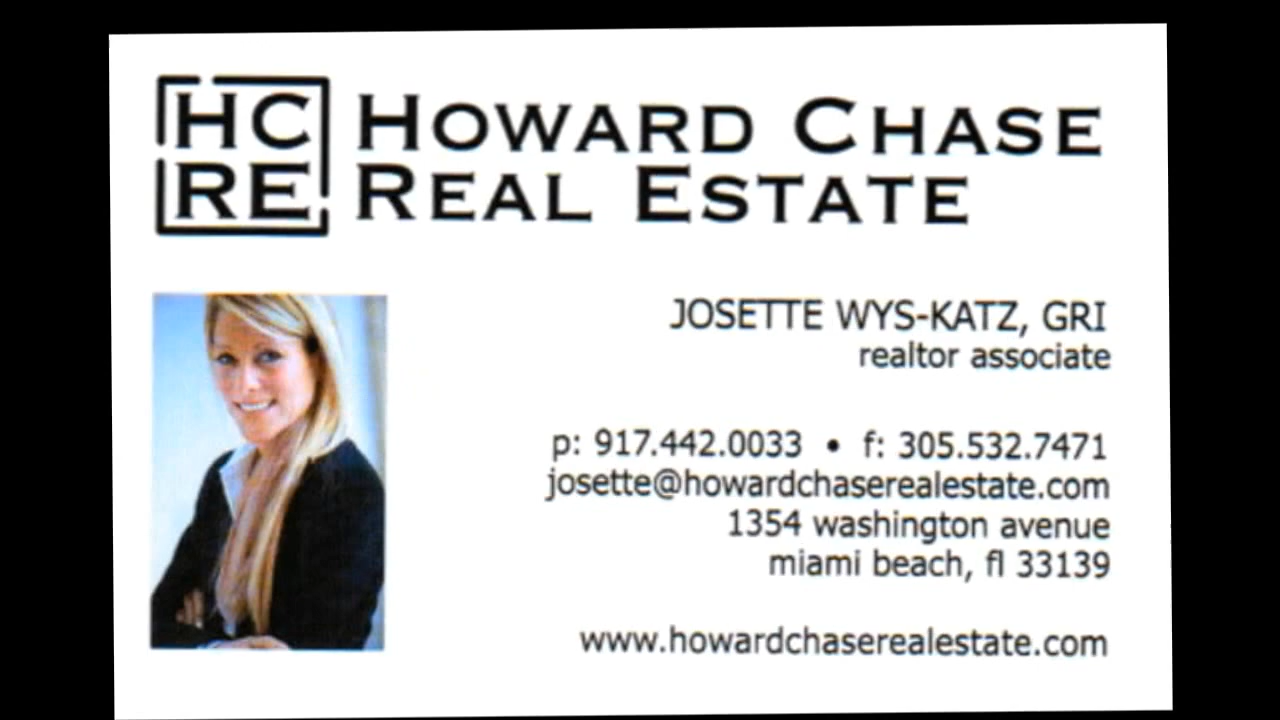 HC
RE
HOWARD CHASE
REAL ESTATE
JOSETTE WYS-KATZ, GRI
realtor associate
p: 917.442.0033 • f: 305.532.7471
josette@howardchaserealestate.com
1354 washington avenue
miami beach, fl 33139
www.howardchaserealestate.com